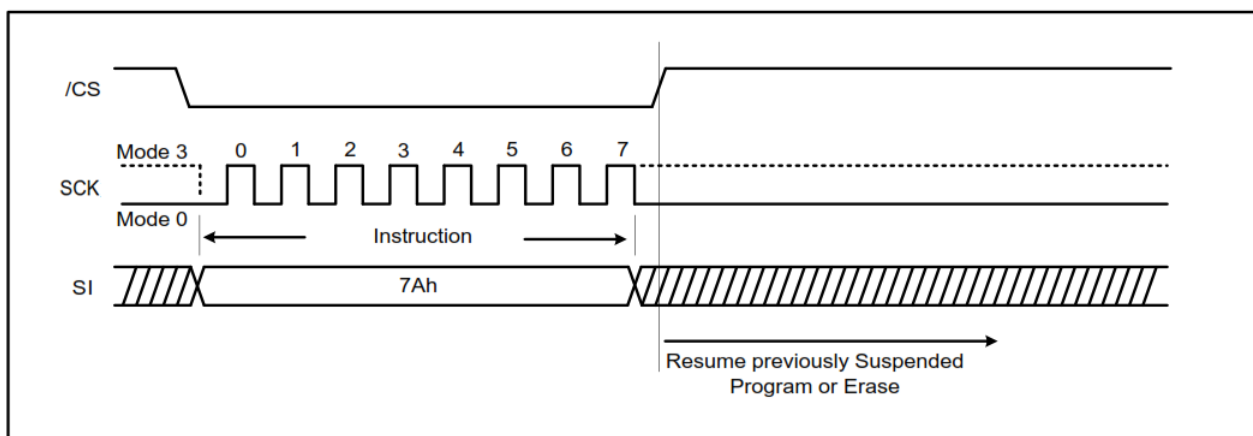 /CS
Mode 3 0 1 2 3 4 5 6 7
SCK
Mode 0
Instruction
SI 7Ah
Resume previously Suspended
Program or Erase